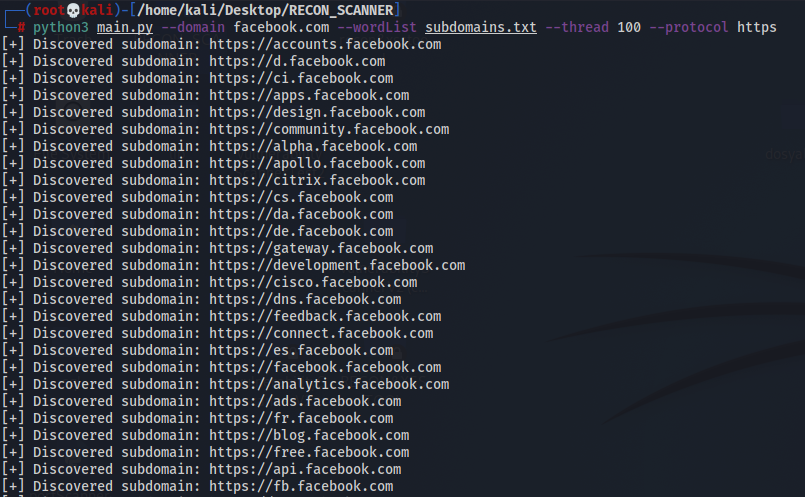 ┌──(root💀kali)-[/home/kali/Desktop/RECON_SCANNER]
└─# python3 main.py --domain facebook.com --wordList subdomains.txt --thread 100 --protocol https
[+] Discovered subdomain: https://accounts.facebook.com
[+] Discovered subdomain: https://d.facebook.com
[+] Discovered subdomain: https://ci.facebook.com
[+] Discovered subdomain: https://apps.facebook.com
[+] Discovered subdomain: https://design.facebook.com
[+] Discovered subdomain: https://community.facebook.com
[+] Discovered subdomain: https://alpha.facebook.com
[+] Discovered subdomain: https://apollo.facebook.com
[+] Discovered subdomain: https://citrix.facebook.com
[+] Discovered subdomain: https://cs.facebook.com
[+] Discovered subdomain: https://da.facebook.com
[+] Discovered subdomain: https://de.facebook.com
[+] Discovered subdomain: https://gateway.facebook.com
[+] Discovered subdomain: https://development.facebook.com
[+] Discovered subdomain: https://cisco.facebook.com
[+] Discovered subdomain: https://dns.facebook.com
[+] Discovered subdomain: https://feedback.facebook.com
[+] Discovered subdomain: https://connect.facebook.com
[+] Discovered subdomain: https://es.facebook.com
[+] Discovered subdomain: https://facebook.facebook.com
[+] Discovered subdomain: https://analytics.facebook.com
[+] Discovered subdomain: https://ads.facebook.com
[+] Discovered subdomain: https://fr.facebook.com
[+] Discovered subdomain: https://blog.facebook.com
[+] Discovered subdomain: https://free.facebook.com
[+] Discovered subdomain: https://api.facebook.com
[+] Discovered subdomain: https://fb.facebook.com